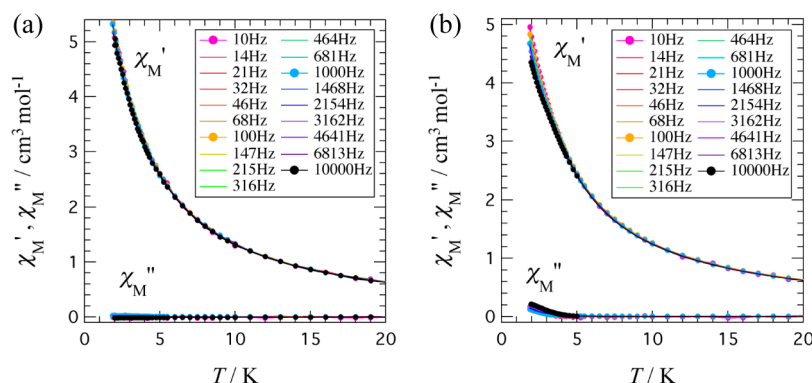 (a)
χM'
χM''
χM' , χM'' / cm³ mol⁻¹
5
4
3
2
1
0
0 5 10 15 20
T / K
10Hz
14Hz
21Hz
32Hz
46Hz
68Hz
100Hz
147Hz
215Hz
316Hz
464Hz
681Hz
1000Hz
1468Hz
2154Hz
3162Hz
4641Hz
6813Hz
10000Hz
(b)
χM'
χM''
χM' , χM'' / cm³ mol⁻¹
5
4
3
2
1
0
0 5 10 15 20
T / K
10Hz
14Hz
21Hz
32Hz
46Hz
68Hz
100Hz
147Hz
215Hz
316Hz
464Hz
681Hz
1000Hz
1468Hz
2154Hz
3162Hz
4641Hz
6813Hz
10000Hz